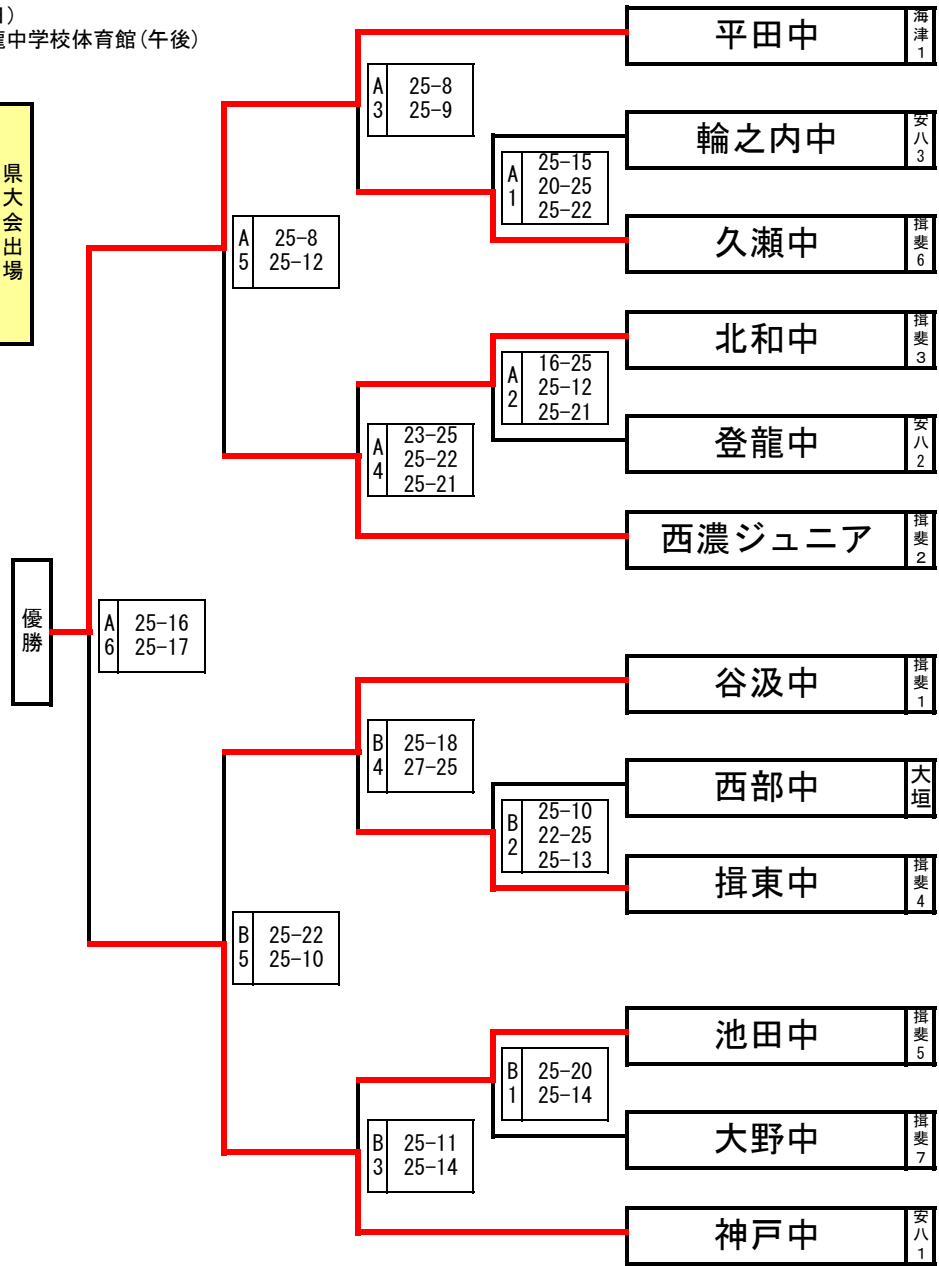 中学校体育館(午後)
県大会出場
優勝
平田中
海津1
A3
25-8
25-9
輪之内中
安八3
A1
25-15
20-25
25-22
久瀬中
揖斐6
A5
25-8
25-12
北和中
揖斐3
A2
16-25
25-12
25-21
登龍中
安八2
A4
23-25
25-22
25-21
西濃ジュニア
揖斐2
A6
25-16
25-17
谷汲中
揖斐1
B4
25-18
27-25
西部中
大垣
B2
25-10
22-25
25-13
揖東中
揖斐4
B5
25-22
25-10
池田中
揖斐5
B1
25-20
25-14
大野中
揖斐7
B3
25-11
25-14
神戸中
安八1